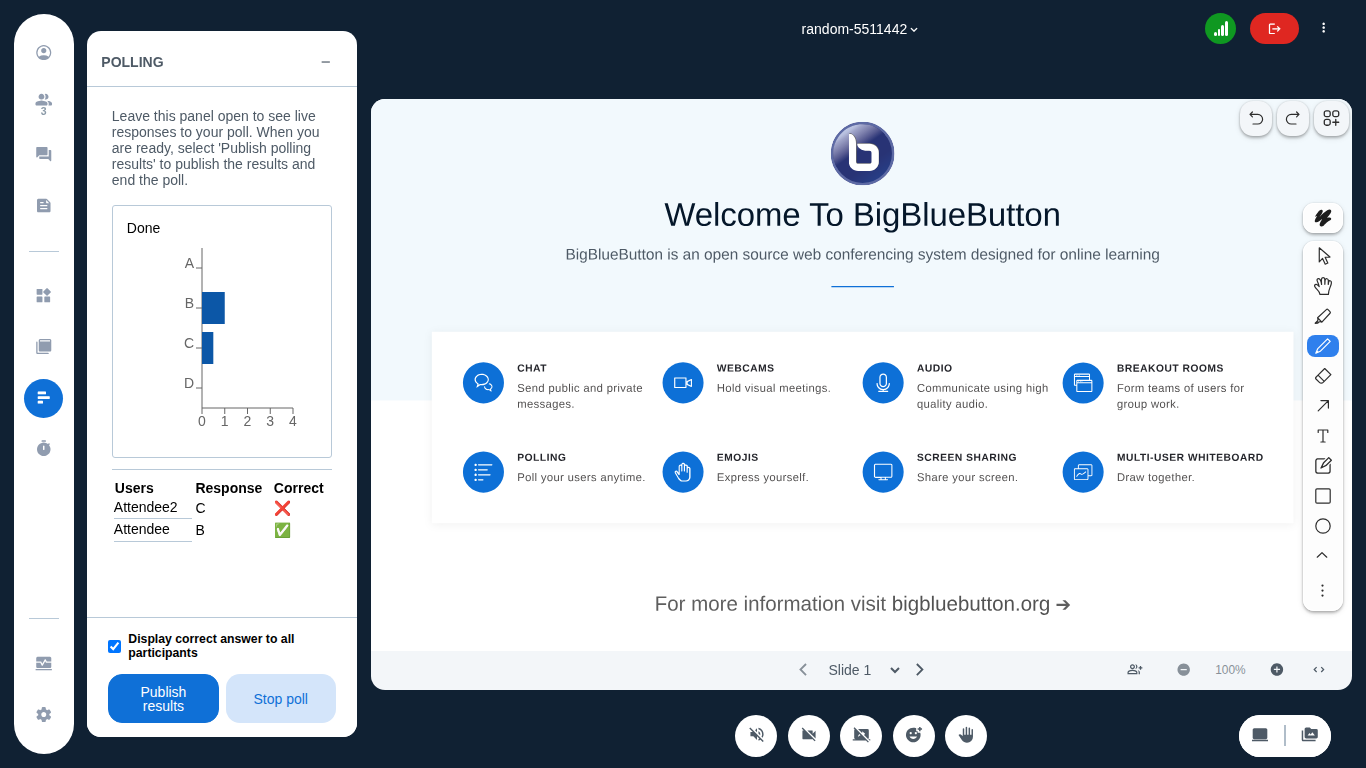 random-5511442
3
POLLING
Leave this panel open to see live
responses to your poll. When you
are ready, select 'Publish polling
results' to publish the results and
end the poll.
Done
A
B
C
D
0 1 2 3 4
Users Response Correct
Attendee2 C
Attendee B
Display correct answer to all
participants
Publish
results
Stop poll
Welcome To BigBlueButton
BigBlueButton is an open source web conferencing system designed for online learning
CHAT
Send public and private
messages.
WEBCAMS
Hold visual meetings.
AUDIO
Communicate using high
quality audio.
BREAKOUT ROOMS
Form teams of users for
group work.
POLLING
Poll your users anytime.
EMOJIS
Express yourself.
SCREEN SHARING
Share your screen.
MULTI-USER WHITEBOARD
Draw together.
For more information visit bigbluebutton.org ➔
Slide 1
100%